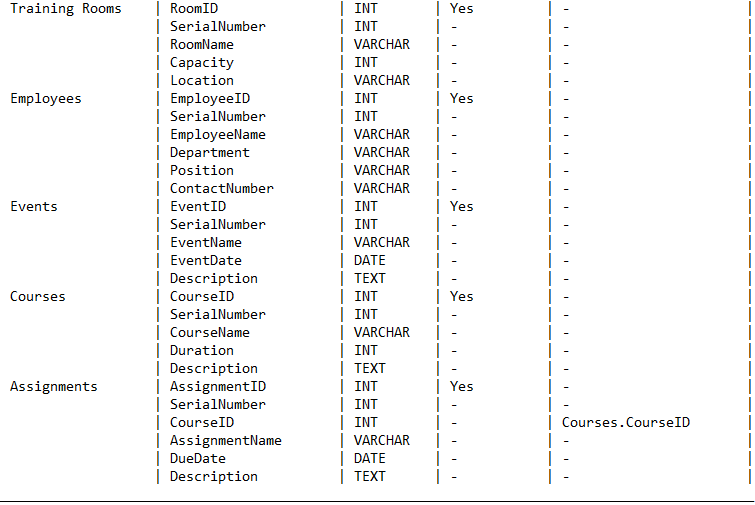 Training Rooms | RoomID | INT | Yes | - |
| SerialNumber | INT | - | - |
| RoomName | VARCHAR | - | - |
| Capacity | INT | - | - |
| Location | VARCHAR | - | - |
Employees | EmployeeID | INT | Yes | - |
| SerialNumber | INT | - | - |
| EmployeeName | VARCHAR | - | - |
| Department | VARCHAR | - | - |
| Position | VARCHAR | - | - |
| ContactNumber | VARCHAR | - | - |
Events | EventID | INT | Yes | - |
| SerialNumber | INT | - | - |
| EventName | VARCHAR | - | - |
| EventDate | DATE | - | - |
| Description | TEXT | - | - |
Courses | CourseID | INT | Yes | - |
| SerialNumber | INT | - | - |
| CourseName | VARCHAR | - | - |
| Duration | INT | - | - |
| Description | TEXT | - | - |
Assignments | AssignmentID | INT | Yes | - |
| SerialNumber | INT | - | - |
| CourseID | INT | - | Courses.CourseID |
| AssignmentName | VARCHAR | - | - |
| DueDate | DATE | - | - |
| Description | TEXT | - | - |